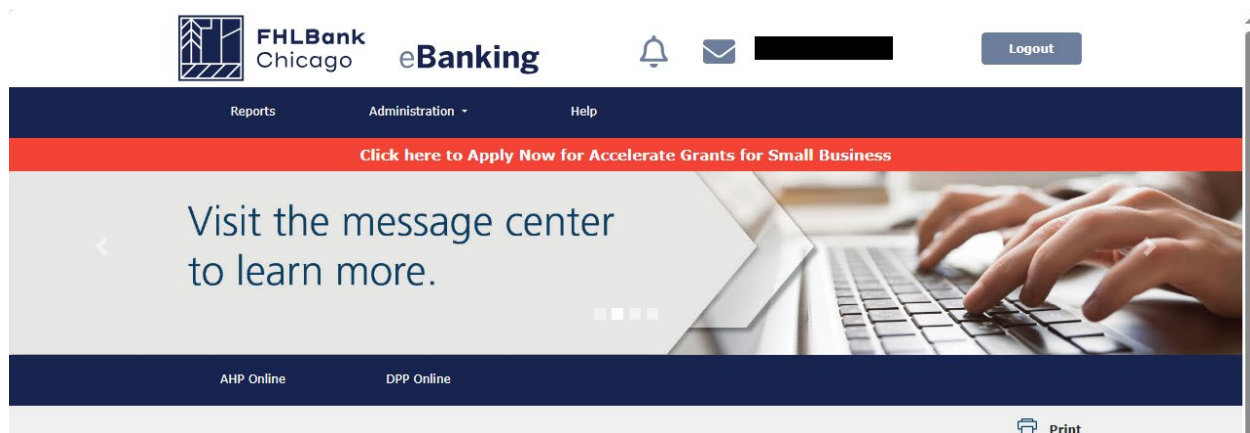 FHLBank
Chicago
eBanking
Logout
Reports
Administration
Help
Click here to Apply Now for Accelerate Grants for Small Business
Visit the message center
to learn more.
AHP Online
DPP Online
Print